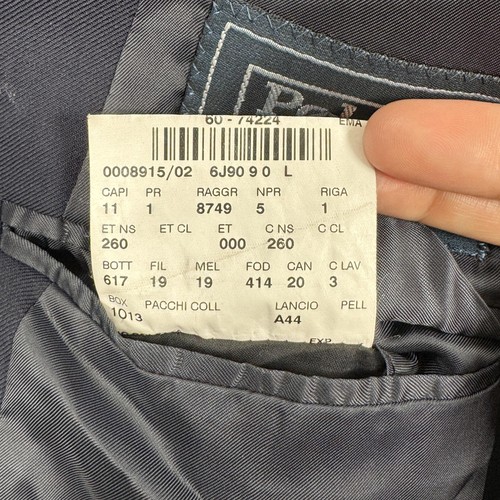 60 - 74224 EMA
0008915/02 6J90 9 0 L
CAPI PR RAGGR NPR RIGA
11 1 8749 5 1
ET NS ET CL ET C NS C CL
260 000 260
BOTT FIL MEL FOD CAN C LAV
617 19 19 414 20 3
BOX PACCHI COLL LANCIO PELL
1013 A44
EXP